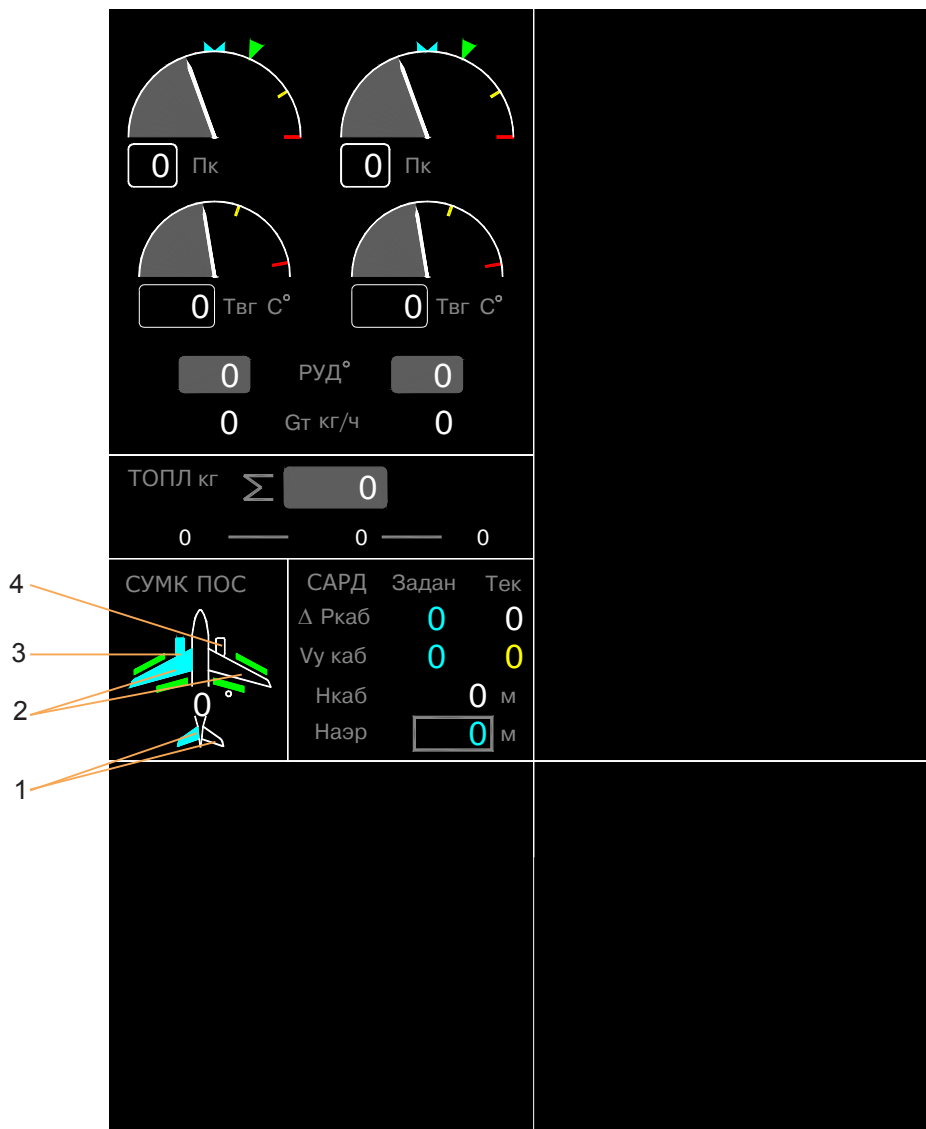 0 Пк 0 Пк
0 Твг С° 0 Твг С°
0 РУД° 0
0 Gт кг/ч 0
ТОПЛ кг Σ 0
0 0 0
СУМК ПОС
0°
САРД Задан Тек
Δ Ркаб 0 0
Vy каб 0 0
Нкаб 0 м
Наэр 0 м
4
3
2
1